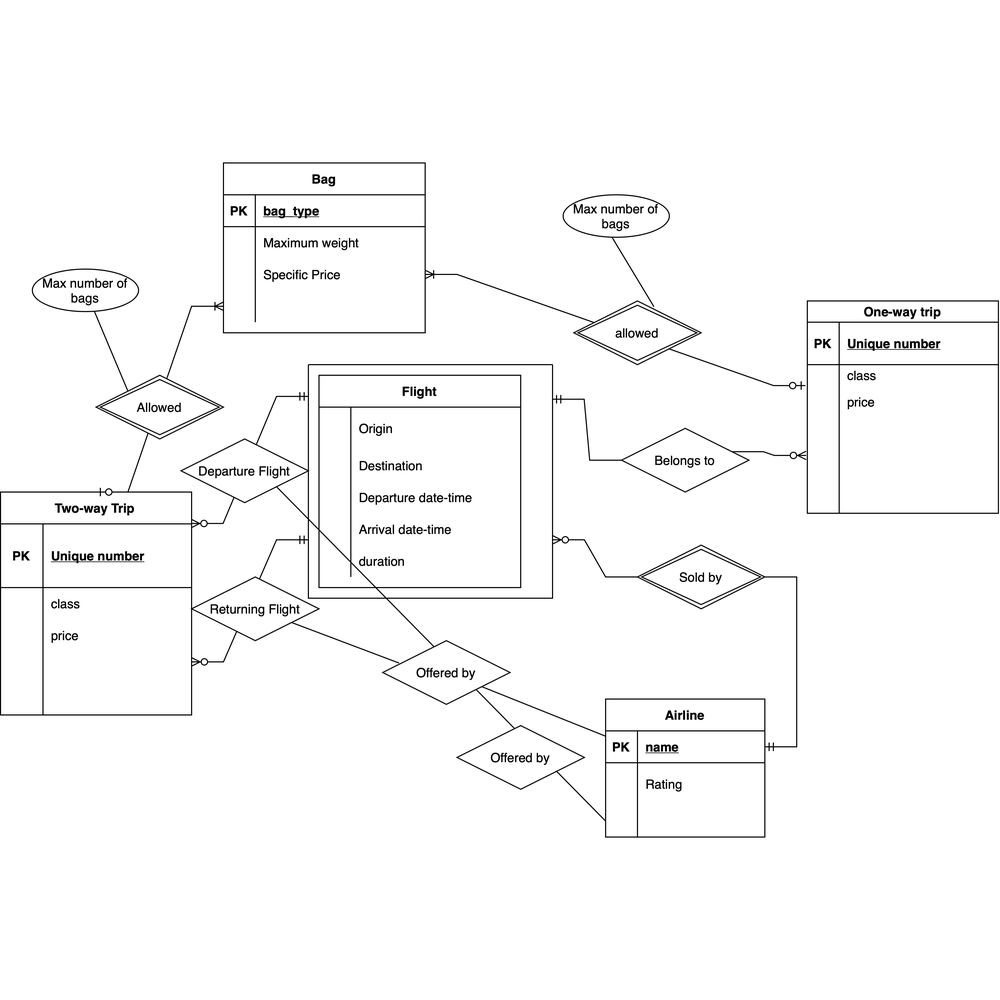 Bag
PK
bag_type
Maximum weight
Specific Price
Max number of
bags
Max number of
bags
allowed
One-way trip
PK
Unique number
class
price
Allowed
Flight
Origin
Destination
Departure date-time
Arrival date-time
duration
Departure Flight
Belongs to
Two-way Trip
PK
Unique number
class
price
Returning Flight
Sold by
Offered by
Offered by
Airline
PK
name
Rating